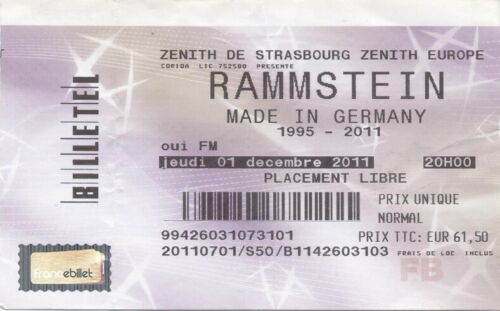 ZENITH DE STRASBOURG ZENITH EUROPE
CORIDA LIC 752580 PRESENTE
RAMMSTEIN
MADE IN GERMANY
1995 - 2011
oui FM
jeudi 01 decembre 2011 20H00
PLACEMENT LIBRE
PRIX UNIQUE
NORMAL
99426031073101 PRIX TTC: EUR 61,50
20110701/S50/B1142603103 FRAIS DE LOC INCLUS
FB
BILLETEL
Francebillet